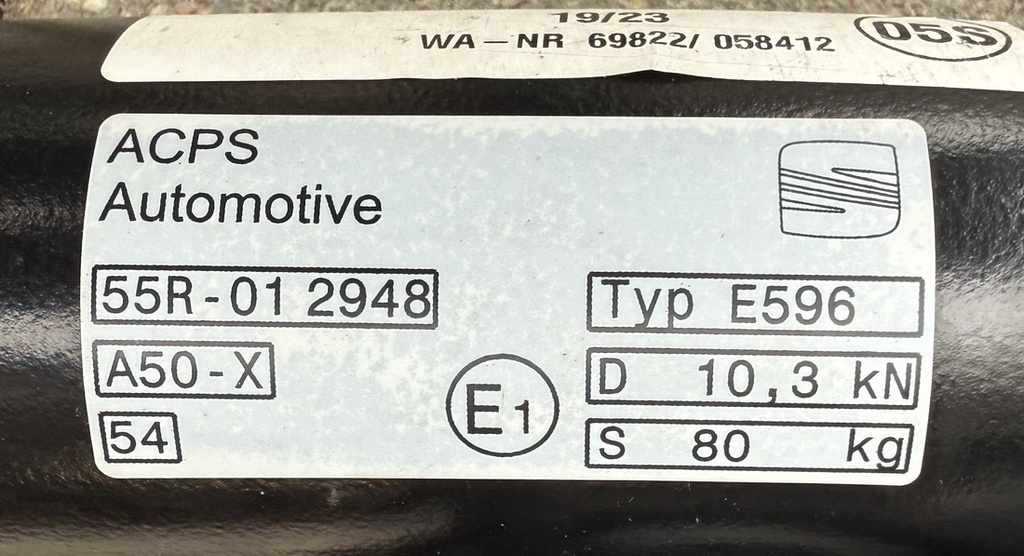 19/23
WA-NR 69822/ 058412
05S
ACPS
Automotive
55R-01 2948
A50-X
54
E1
Typ E596
D 10,3 kN
S 80 kg